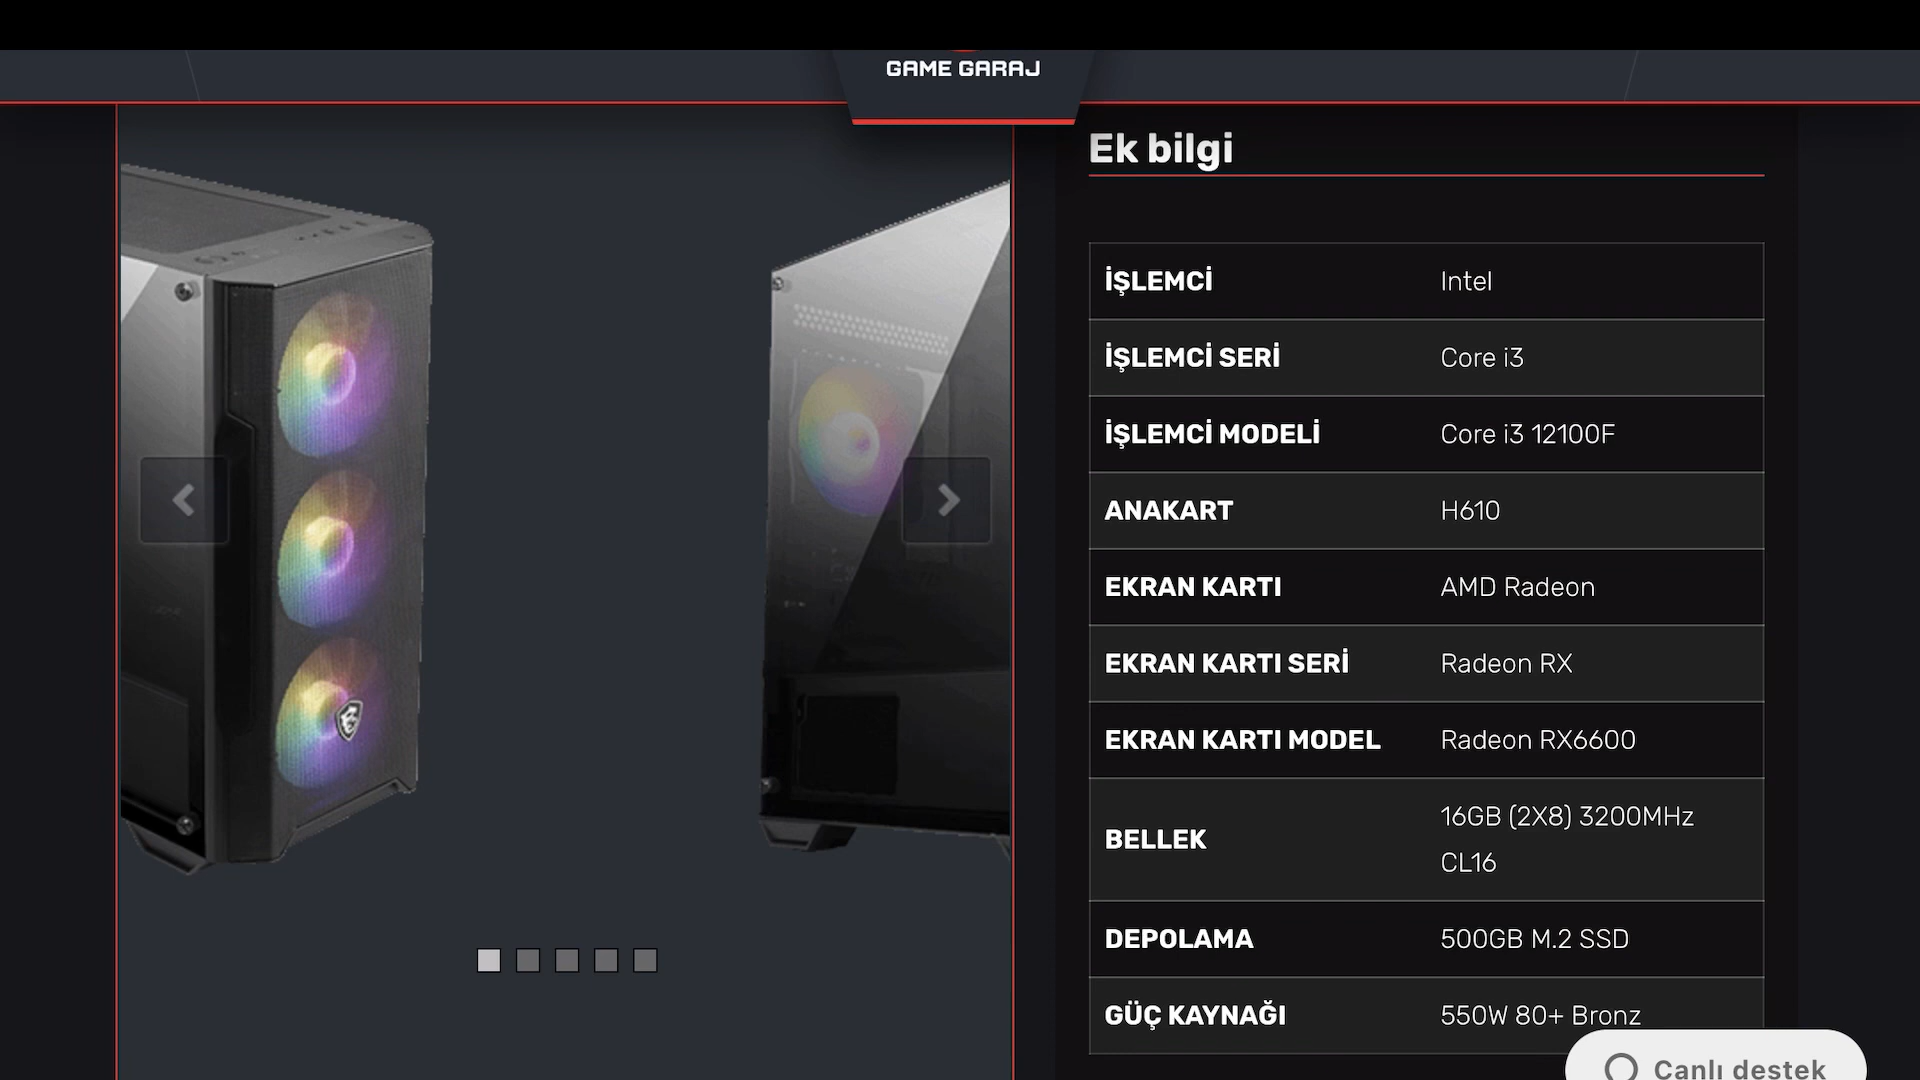 GAME GARAJ
Ek bilgi
İŞLEMCİ Intel
İŞLEMCİ SERİ Core i3
İŞLEMCİ MODELİ Core i3 12100F
ANAKART H610
EKRAN KARTI AMD Radeon
EKRAN KARTI SERİ Radeon RX
EKRAN KARTI MODEL Radeon RX6600
BELLEK 16GB (2X8) 3200MHz
CL16
DEPOLAMA 500GB M.2 SSD
GÜÇ KAYNAĞI 550W 80+ Bronz
Canlı destek